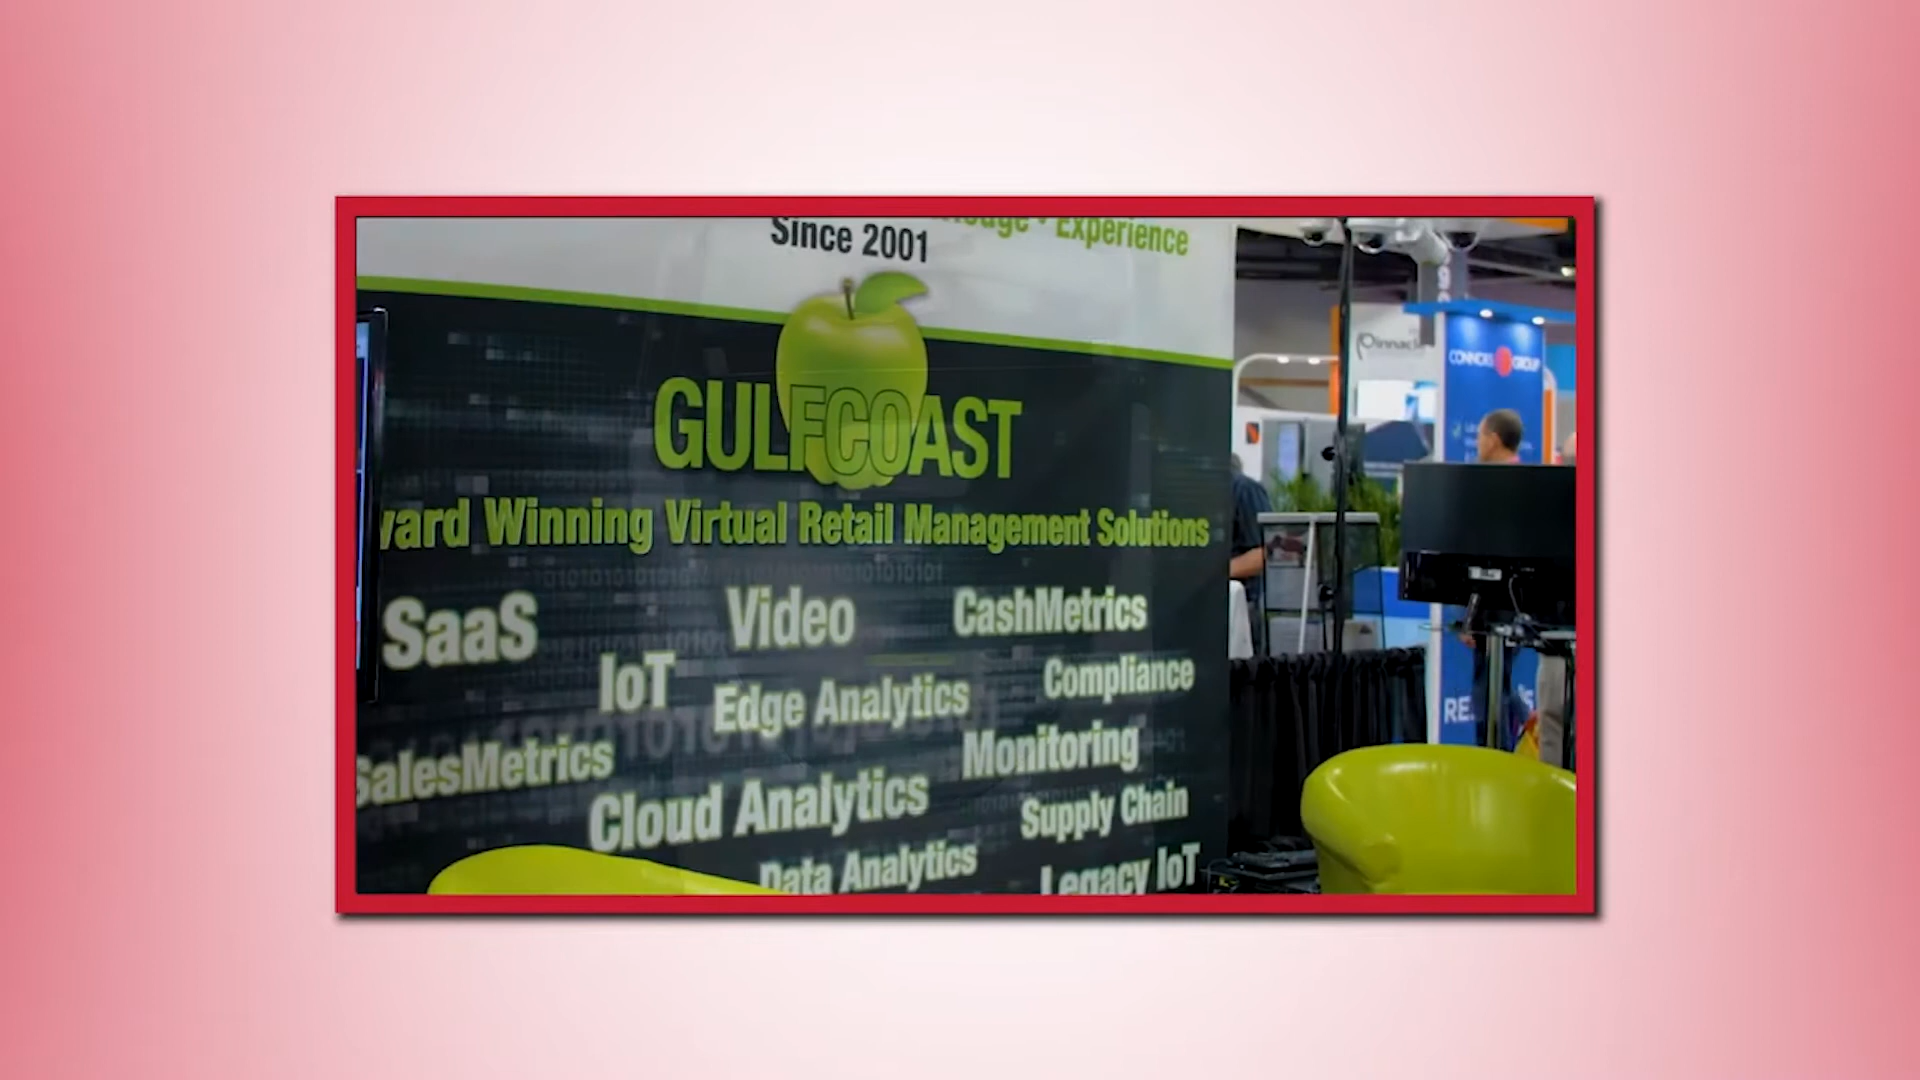 Since 2001
Experience
GULFCOAST
Winning Virtual Retail Management Solutions
SaaS
Video
CashMetrics
IoT
Edge Analytics
Compliance
SalesMetrics
Monitoring
Cloud Analytics
Supply Chain
Data Analytics
Legacy IoT
Pinnacle
CONNORS GROUP